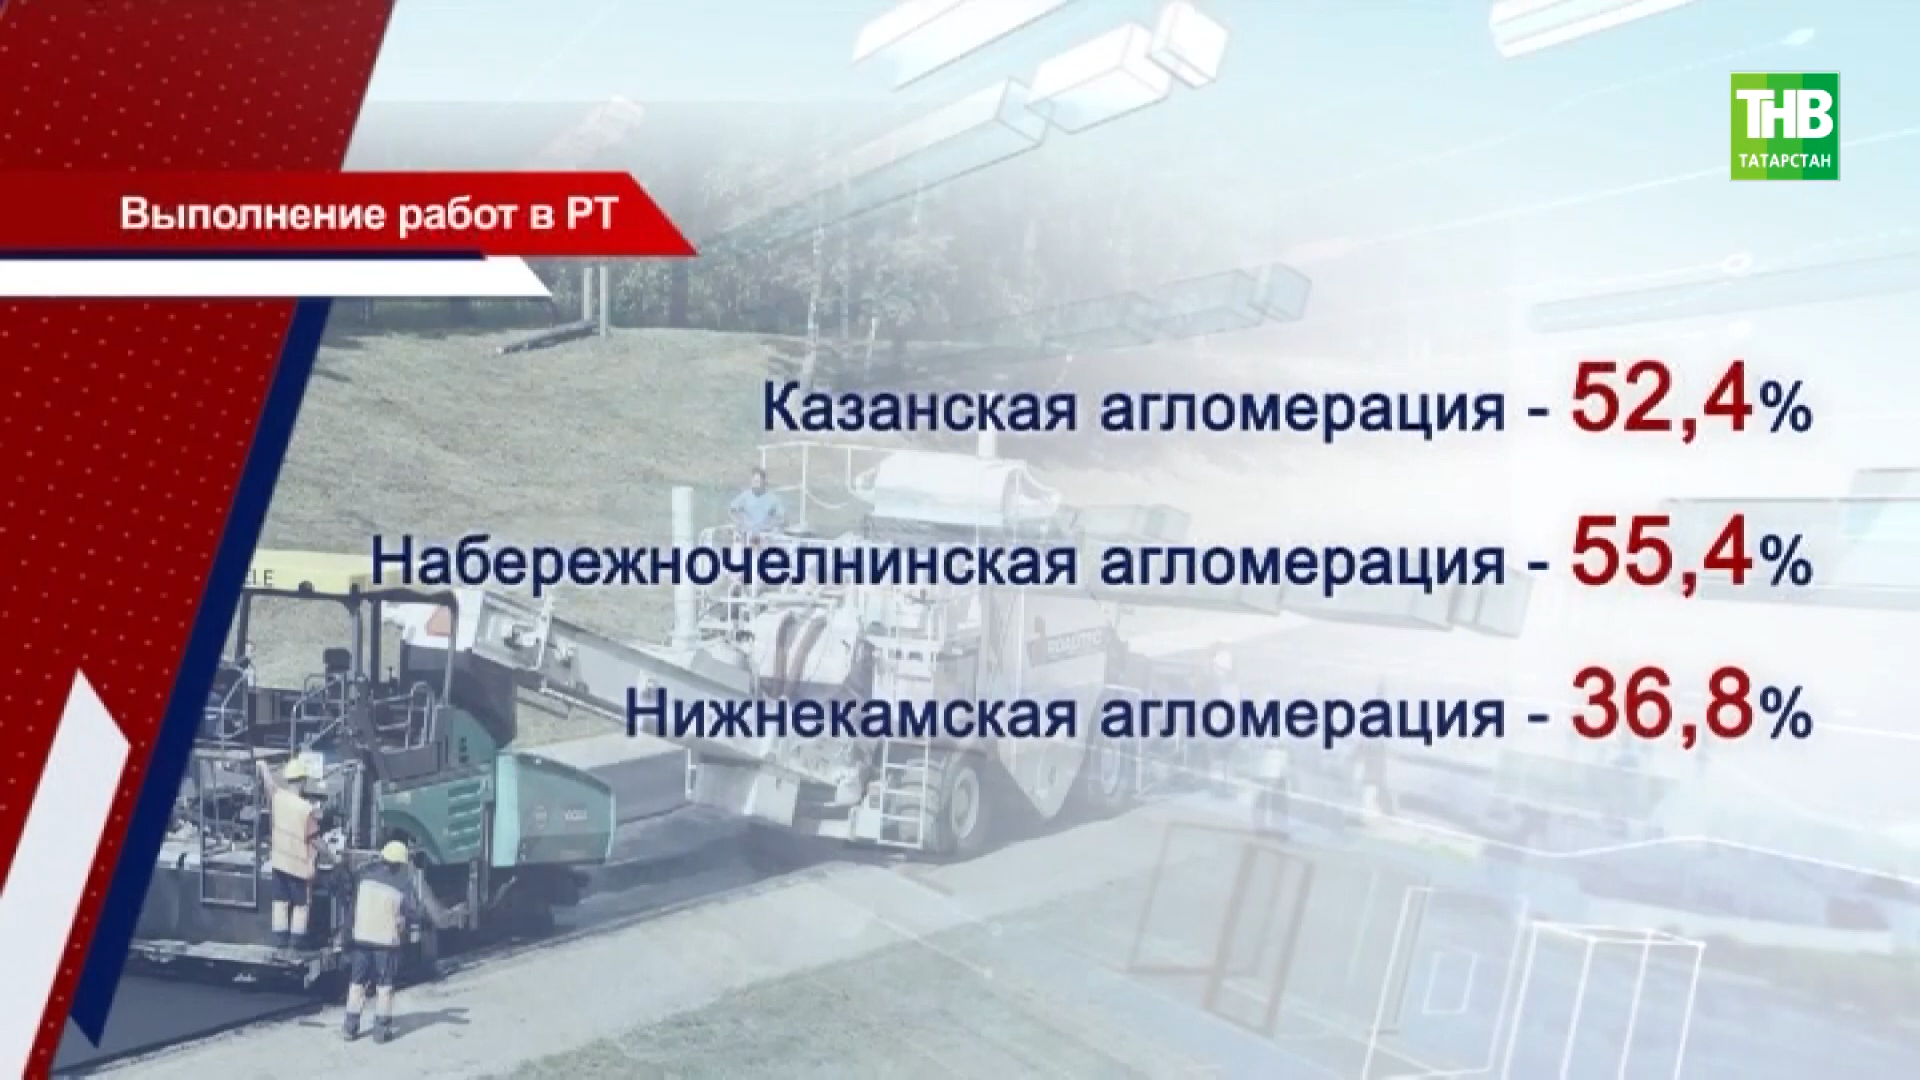 ТНВ
ТАТАРСТАН
Выполнение работ в РТ
Казанская агломерация - 52,4%
Набережночелнинская агломерация - 55,4%
Нижнекамская агломерация - 36,8%